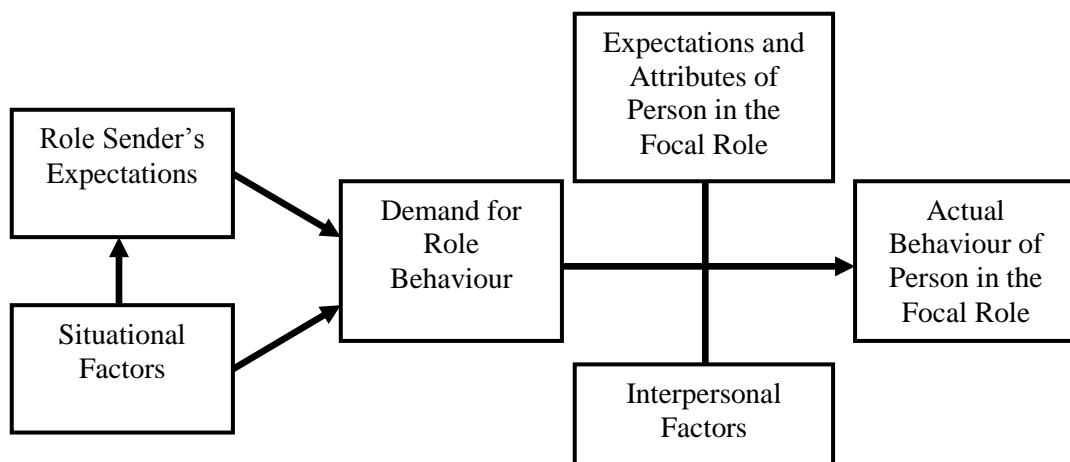 Expectations and
Attributes of
Person in the
Focal Role
Role Sender’s
Expectations
Demand for
Role
Behaviour
Actual
Behaviour of
Person in the
Focal Role
Situational
Factors
Interpersonal
Factors